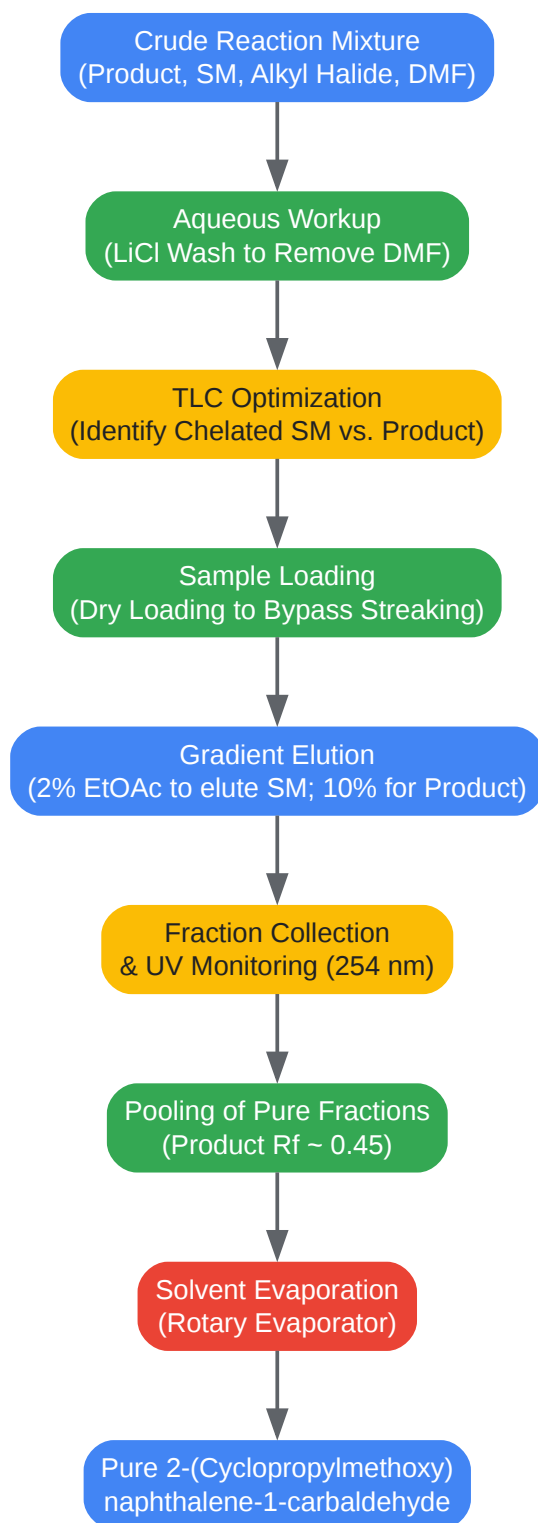 Crude Reaction Mixture
(Product, SM, Alkyl Halide, DMF)
Aqueous Workup
(LiCl Wash to Remove DMF)
TLC Optimization
(Identify Chelated SM vs. Product)
Sample Loading
(Dry Loading to Bypass Streaking)
Gradient Elution
(2% EtOAc to elute SM; 10% for Product)
Fraction Collection
& UV Monitoring (254 nm)
Pooling of Pure Fractions
(Product Rf ~ 0.45)
Solvent Evaporation
(Rotary Evaporator)
Pure 2-(Cyclopropylmethoxy)
naphthalene-1-carbaldehyde